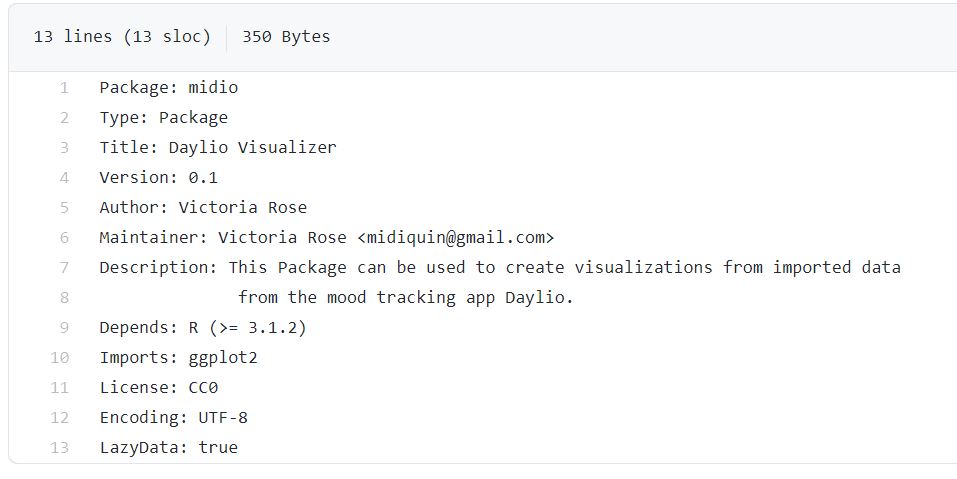 13 lines (13 sloc) 350 Bytes
1 Package: midio
2 Type: Package
3 Title: Daylio Visualizer
4 Version: 0.1
5 Author: Victoria Rose
6 Maintainer: Victoria Rose <midiquin@gmail.com>
7 Description: This Package can be used to create visualizations from imported data
8 from the mood tracking app Daylio.
9 Depends: R (>= 3.1.2)
10 Imports: ggplot2
11 License: CC0
12 Encoding: UTF-8
13 LazyData: true